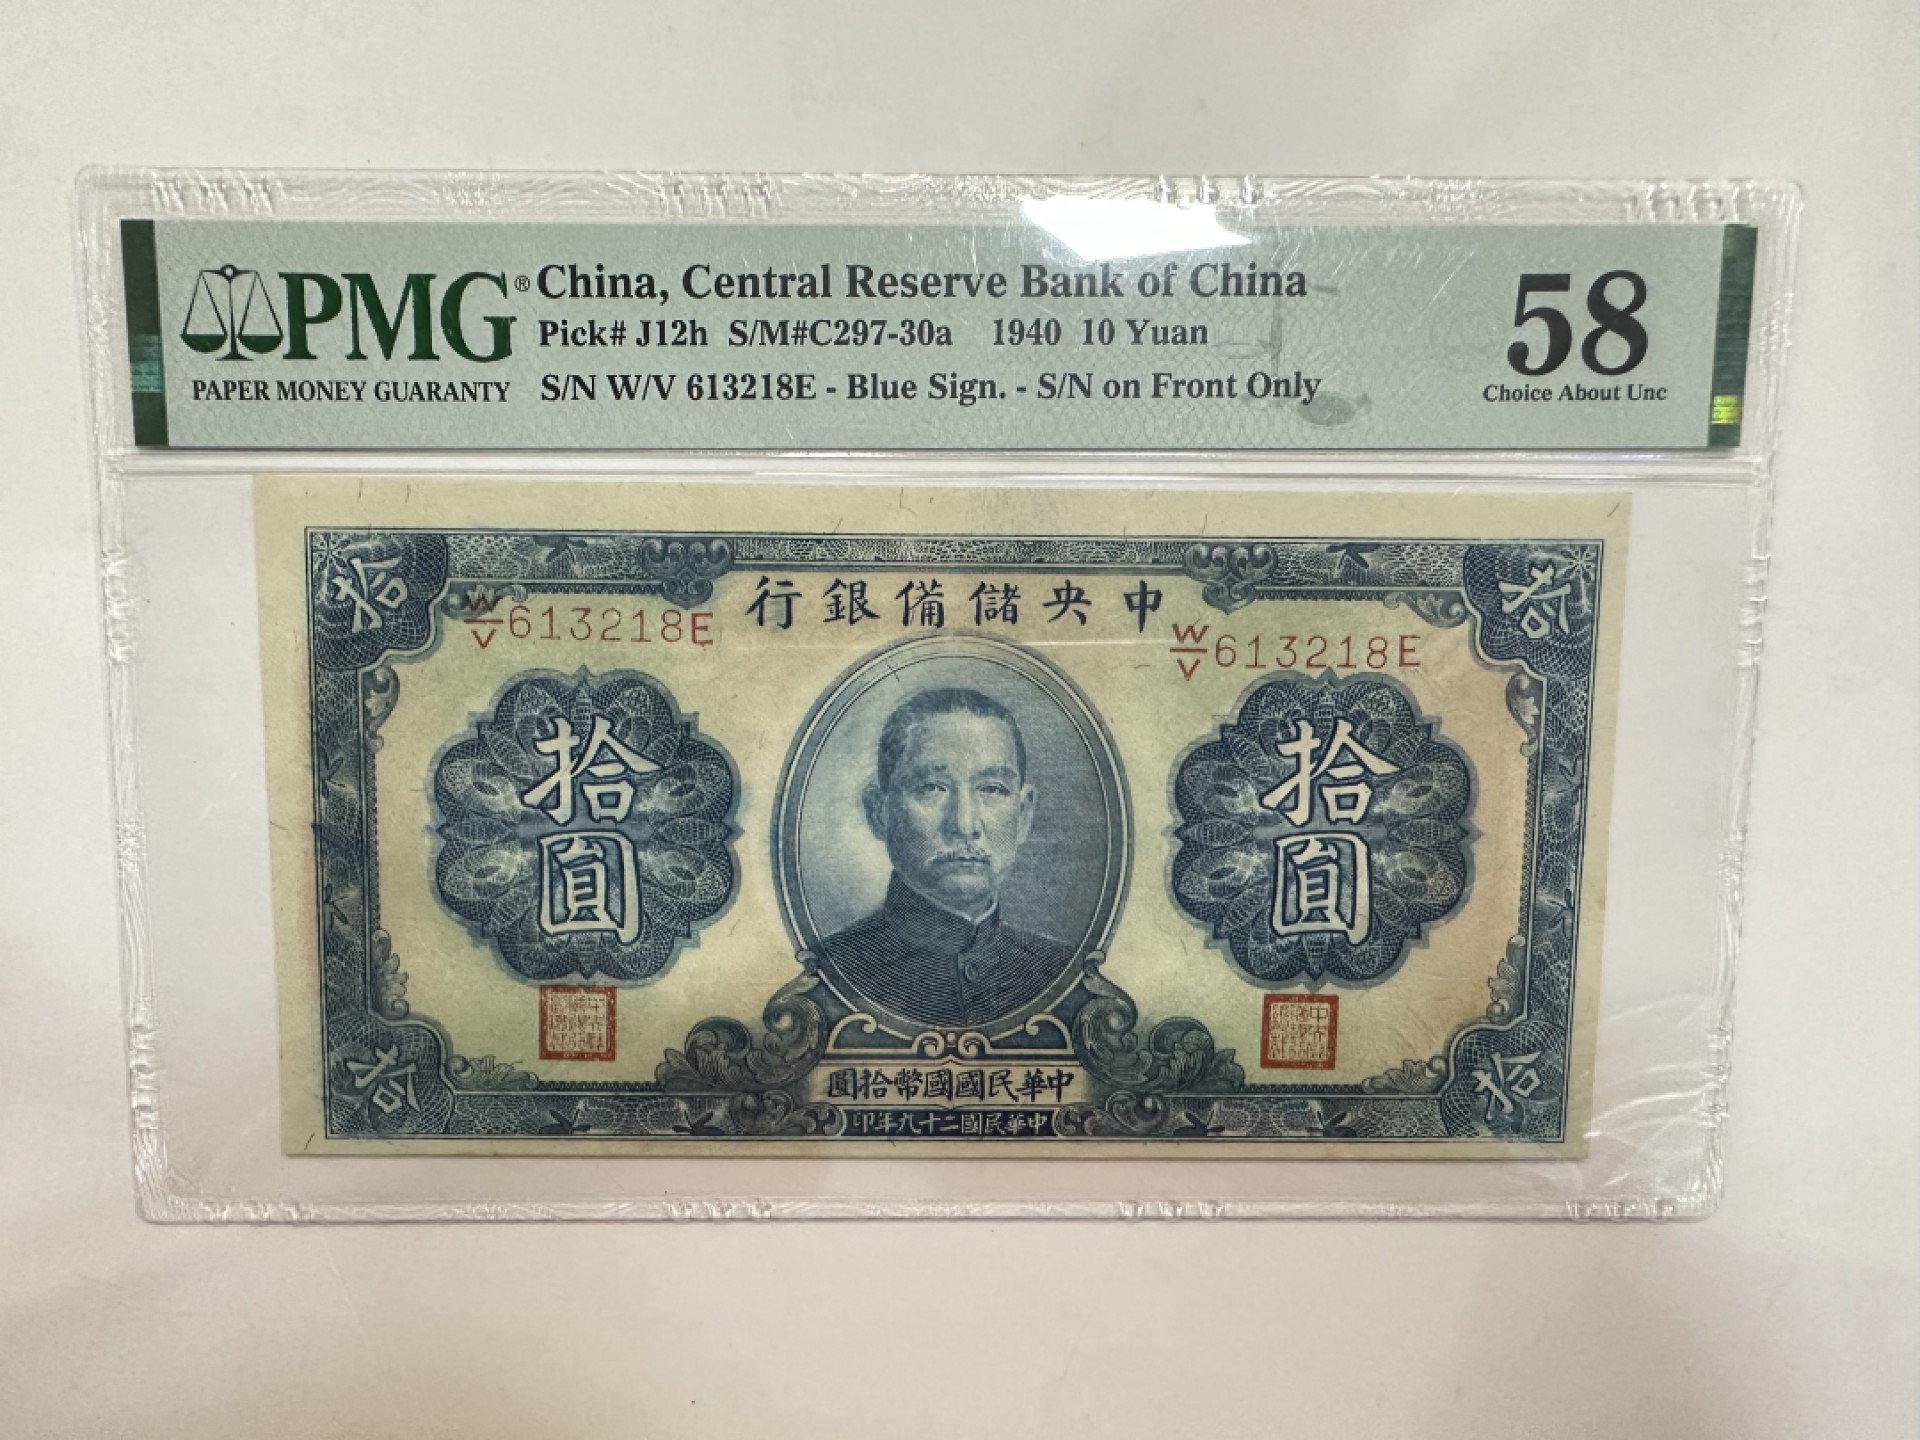 PMG®
PAPER MONEY GUARANTY
China, Central Reserve Bank of China
Pick# J12h S/M#C297-30a 1940 10 Yuan
S/N W/V 613218E - Blue Sign. - S/N on Front Only
58
Choice About Unc
拾
拾
行銀備儲央中
W/V 613218E
W/V 613218E
拾圓
拾圓
拾
拾
圓拾幣國國民華中
印年九十二國民華中